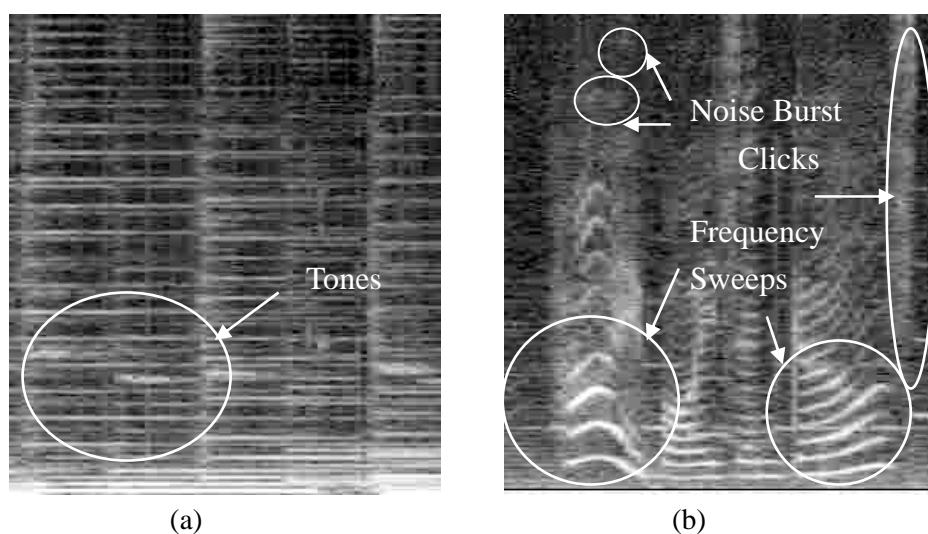 Tones
Noise Burst
Clicks
Frequency
Sweeps
(a)
(b)